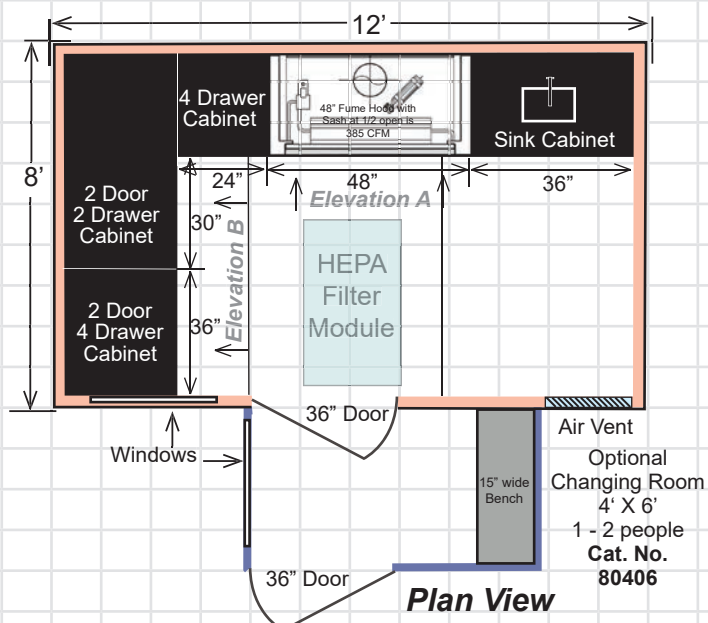 12’
8’
4 Drawer
Cabinet
48” Fume Hood with
Sash at 1/2 open is
385 CFM
Sink Cabinet
24”
48”
36”
2 Door
2 Drawer
Cabinet
30”
Elevation A
Elevation B
HEPA
Filter
Module
2 Door
4 Drawer
Cabinet
36”
36” Door
Air Vent
Windows
15” wide
Bench
Optional
Changing Room
4‘ X 6’
1 - 2 people
Cat. No.
80406
36” Door
Plan View